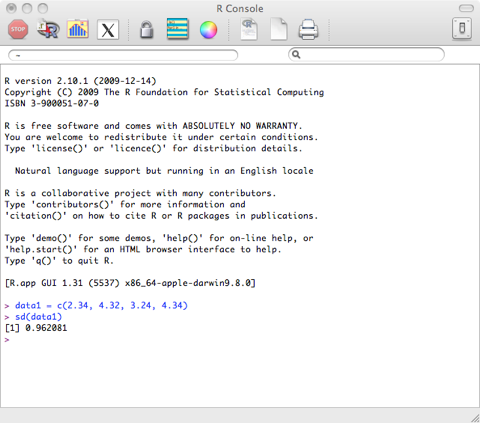 R Console
STOP
R
X
~
R version 2.10.1 (2009-12-14)
Copyright (C) 2009 The R Foundation for Statistical Computing
ISBN 3-900051-07-0
R is free software and comes with ABSOLUTELY NO WARRANTY.
You are welcome to redistribute it under certain conditions.
Type 'license()' or 'licence()' for distribution details.
Natural language support but running in an English locale
R is a collaborative project with many contributors.
Type 'contributors()' for more information and
'citation()' on how to cite R or R packages in publications.
Type 'demo()' for some demos, 'help()' for on-line help, or
'help.start()' for an HTML browser interface to help.
Type 'q()' to quit R.
[R.app GUI 1.31 (5537) x86_64-apple-darwin9.8.0]
> data1 = c(2.34, 4.32, 3.24, 4.34)
> sd(data1)
[1] 0.962081
>